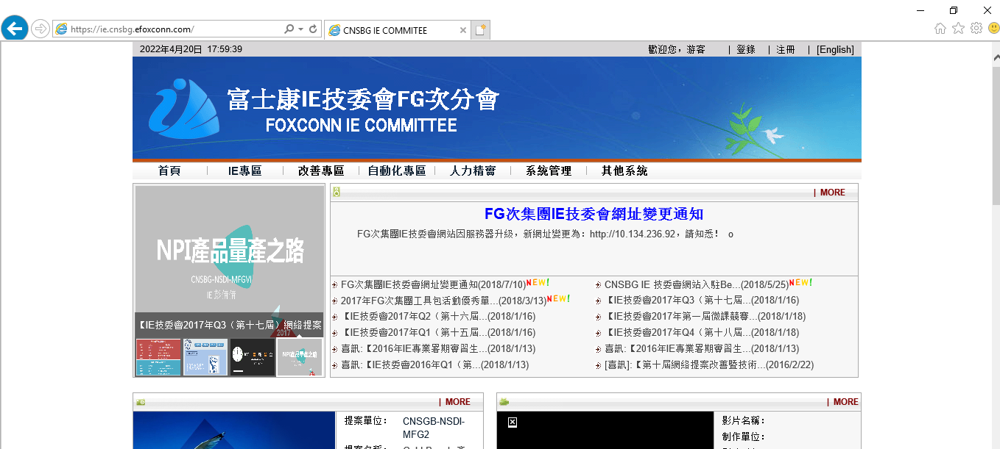 https://ie.cnsbg.efoxconn.com/
CNSBG IE COMMITEE
2022年4月20日 17:59:39
歡迎您，游客 | 登錄 | 注冊 | [English]
富士康IE技委會FG次分會
FOXCONN IE COMMITTEE
首頁 | IE專區 | 改善專區 | 自動化專區 | 人力精實 | 系統管理 | 其他系統
NPI產品量產之路
CNSBG-NSDI-MFGVI
IE
2017
【IE技委會2017年Q3（第十七屆）網絡提案
NPI產品量產之路
| MORE
FG次集團IE技委會網址變更通知
FG次集團IE技委會網站因服務器升級，新網址變更為：http://10.134.236.92，請知悉！ o
FG次集團IE技委會網址變更通知(2018/7/10)NEW!
CNSBG IE 技委會網站入駐Be...(2018/5/25)NEW!
2017年FG次集團工具包活動優秀單...(2018/3/13)NEW!
【IE技委會2017年Q3（第十七屆...(2018/1/16)
【IE技委會2017年Q2（第十六屆...(2018/1/16)
【IE技委會2017年第一屆微課競賽...(2018/1/18)
【IE技委會2017年Q1（第十五屆...(2018/1/16)
【IE技委會2017年Q4（第十八屆...(2018/1/18)
喜訊:【2016年IE專業暑期實習生...(2018/1/13)
喜訊:【2016年IE專業暑期實習生...(2018/1/13)
喜訊:【IE技委會2016年Q1（第...(2018/1/13)
[喜訊]:【第十屆網絡提案改善暨技術...(2016/2/22)
| MORE
| MORE
提案單位：
CNSGB-NSDI-
MFG2
影片名稱：
制作單位：